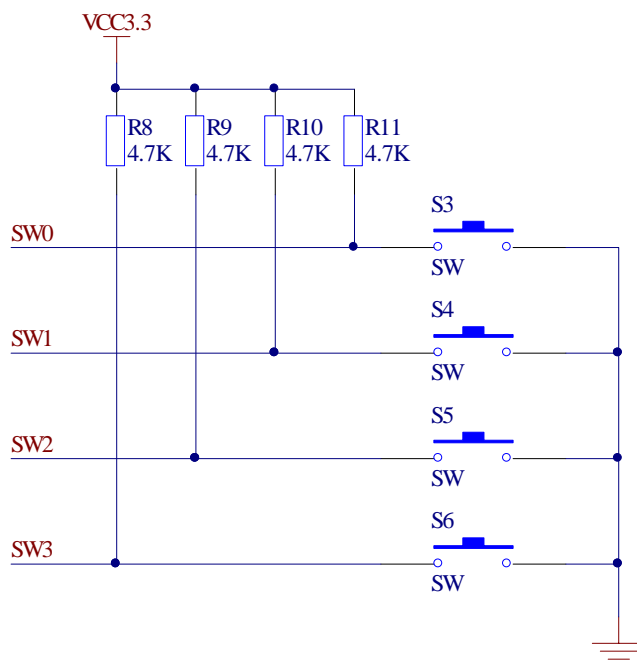 VCC3.3
R8 R9 R10 R11
4.7K 4.7K 4.7K 4.7K
S3
SW0
SW
S4
SW1
SW
S5
SW2
SW
S6
SW3
SW